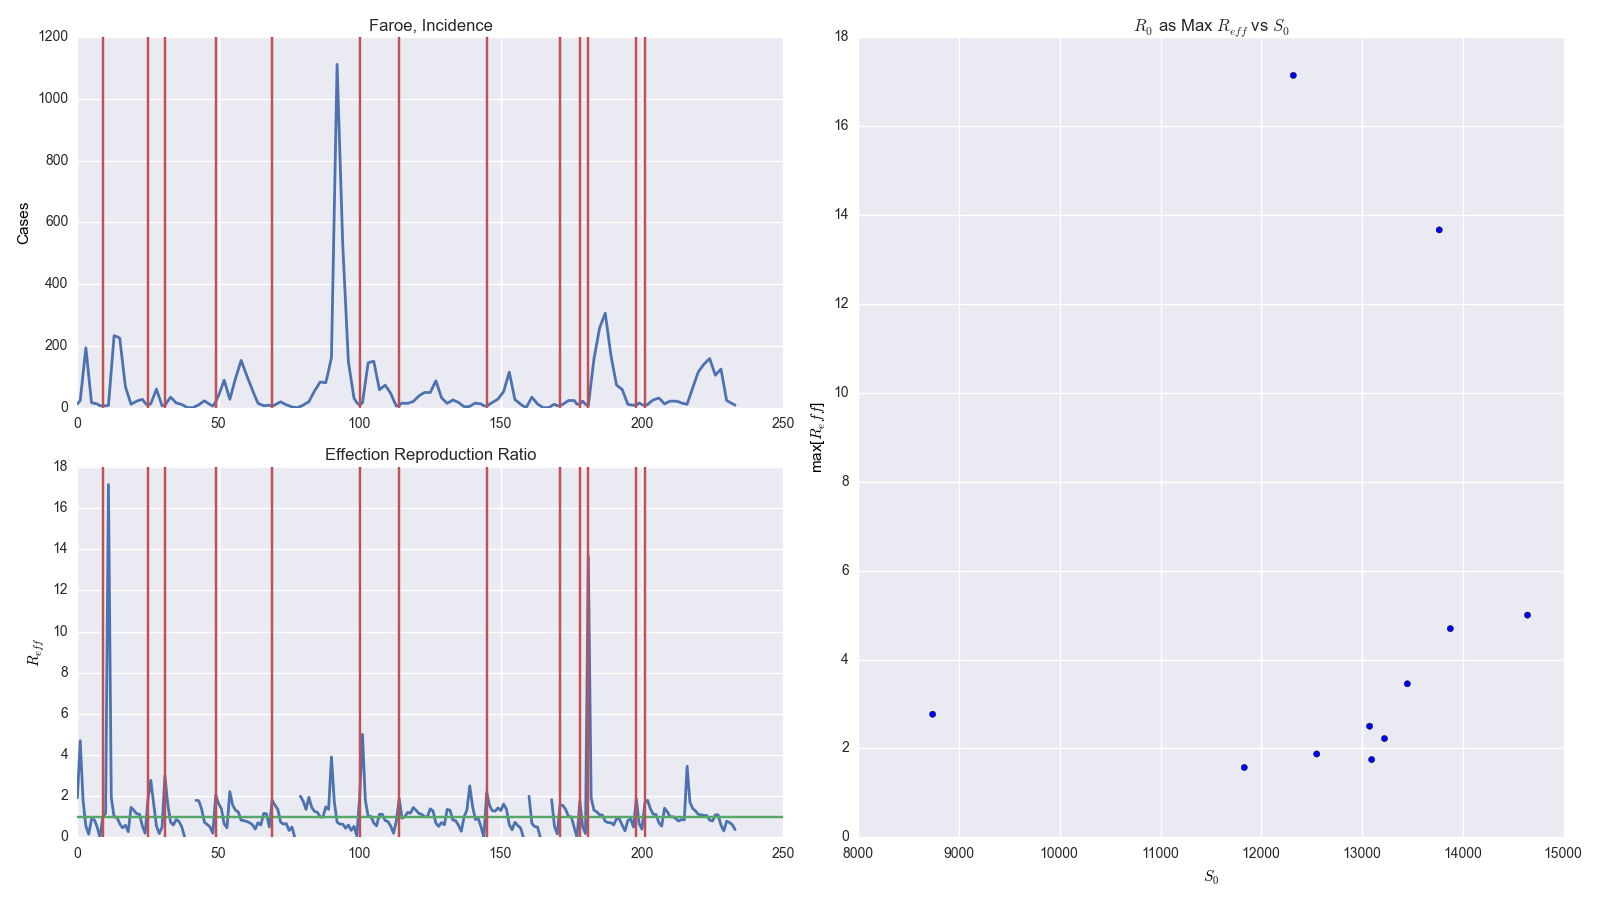 Faroe, Incidence
1200
1000
800
600
400
200
0
Cases
0 50 100 150 200 250
Effection Reproduction Ratio
18
16
14
12
10
8
6
4
2
0
R_eff
0 50 100 150 200 250
R_0 as Max R_eff vs S_0
18
16
14
12
10
8
6
4
2
0
max[R_eff]
8000 9000 10000 11000 12000 13000 14000 15000
S_0